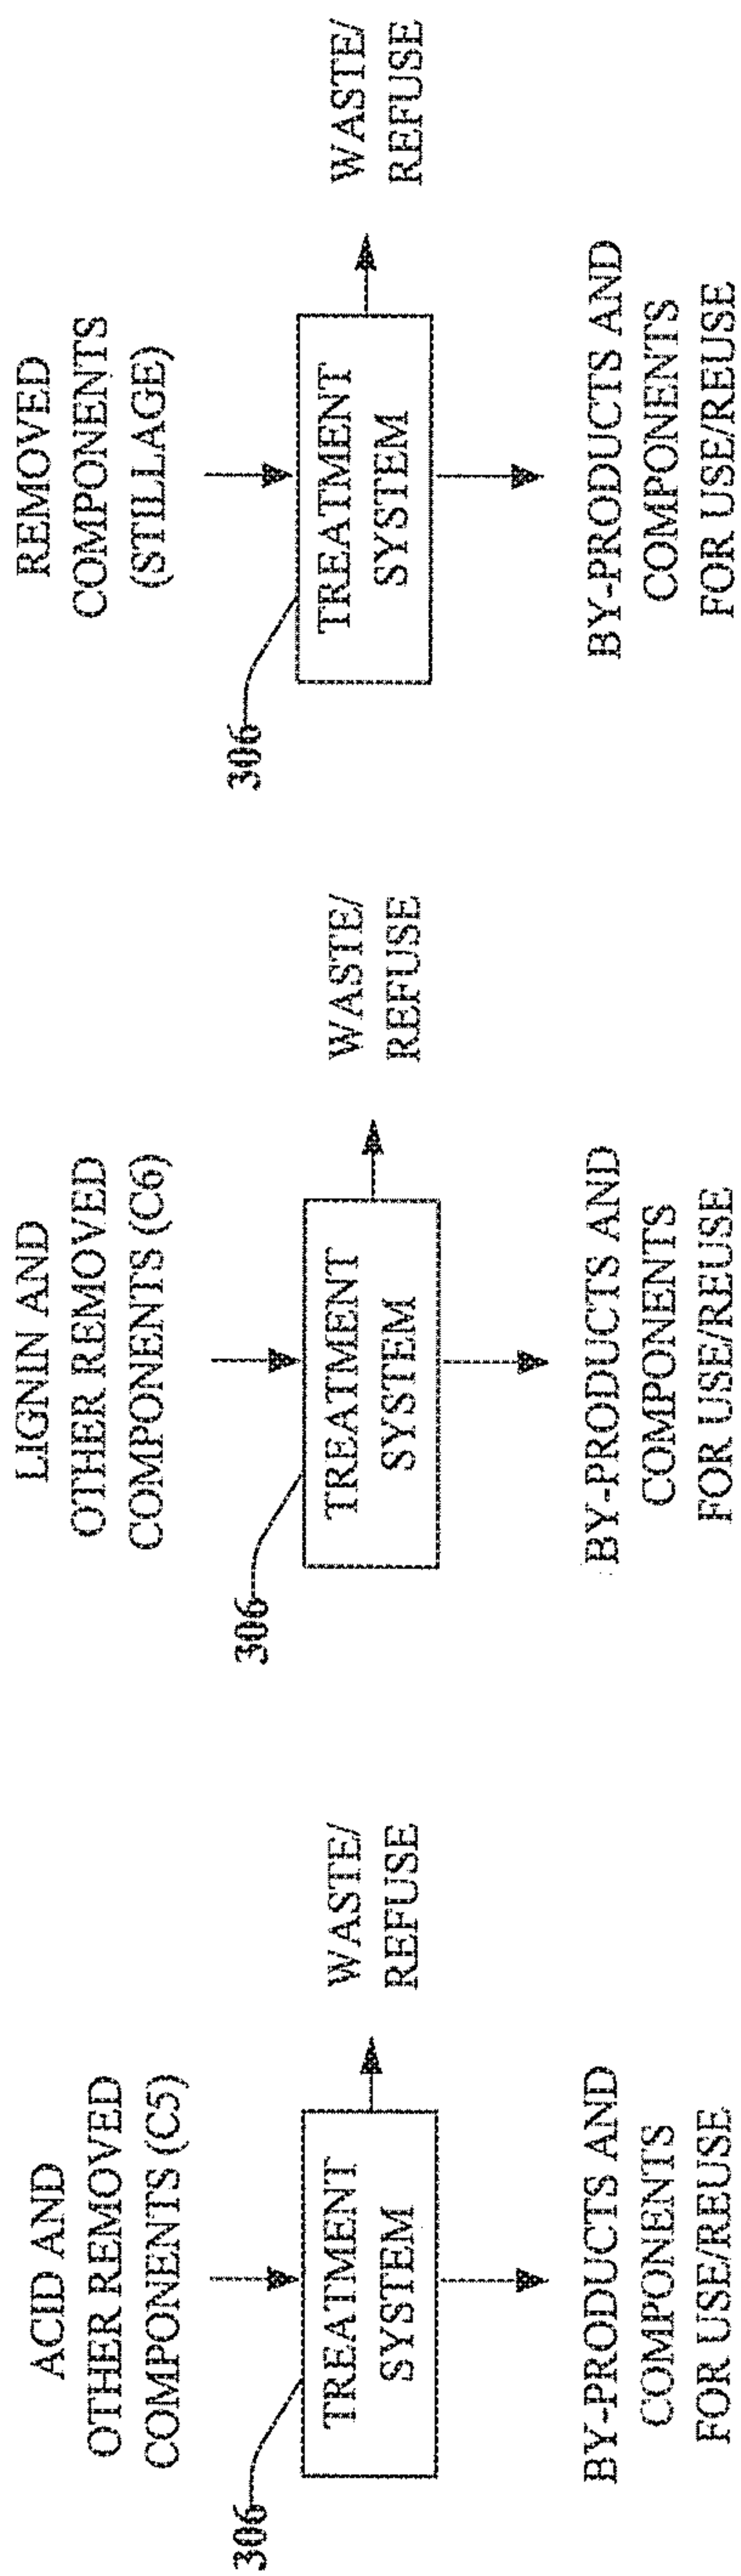 ACID AND
OTHER REMOVED
COMPONENTS (C5)
306
TREATMENT
SYSTEM
WASTE/
REFUSE
BY-PRODUCTS AND
COMPONENTS
FOR USE/REUSE
LIGNIN AND
OTHER REMOVED
COMPONENTS (C6)
306
TREATMENT
SYSTEM
WASTE/
REFUSE
BY-PRODUCTS AND
COMPONENTS
FOR USE/REUSE
REMOVED
COMPONENTS
(STILLAGE)
306
TREATMENT
SYSTEM
WASTE/
REFUSE
BY-PRODUCTS AND
COMPONENTS
FOR USE/REUSE